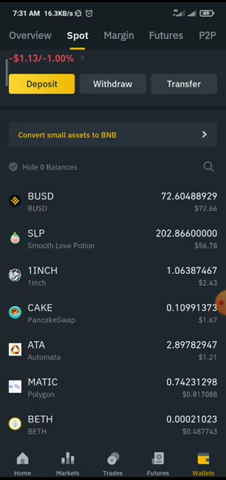 7:31 AM 16.3KB/s
89
Overview Spot Margin Futures P2P
-$1.13/-1.00%
Deposit Withdraw Transfer
Convert small assets to BNB
Hide 0 Balances
BUSD 72.60488929
BUSD $72.66
SLP 202.86600000
Smooth Love Potion $56.78
1INCH 1.06387467
1inch $2.43
CAKE 0.10991373
PancakeSwap $1.67
ATA 2.89782947
Automata $1.21
MATIC 0.74231298
Polygon $0.817088
BETH 0.00021023
BETH $0.487743
Home Markets Trades Futures Wallets